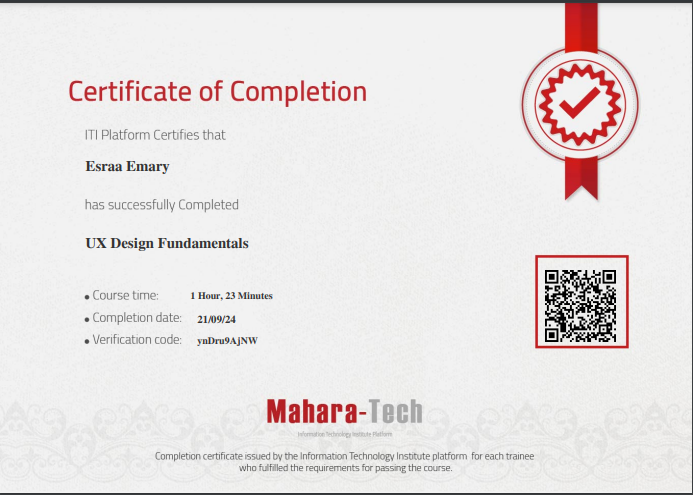 Certificate of Completion
ITI Platform Certifies that
Esraa Emary
has successfully Completed
UX Design Fundamentals
• Course time: 1 Hour, 23 Minutes
• Completion date: 21/09/24
• Verification code: ynDru9AjNW
Mahara-Tech
Information Technology Institute Platform
Completion certificate issued by the Information Technology Institute platform for each trainee
who fulfilled the requirements for passing the course.